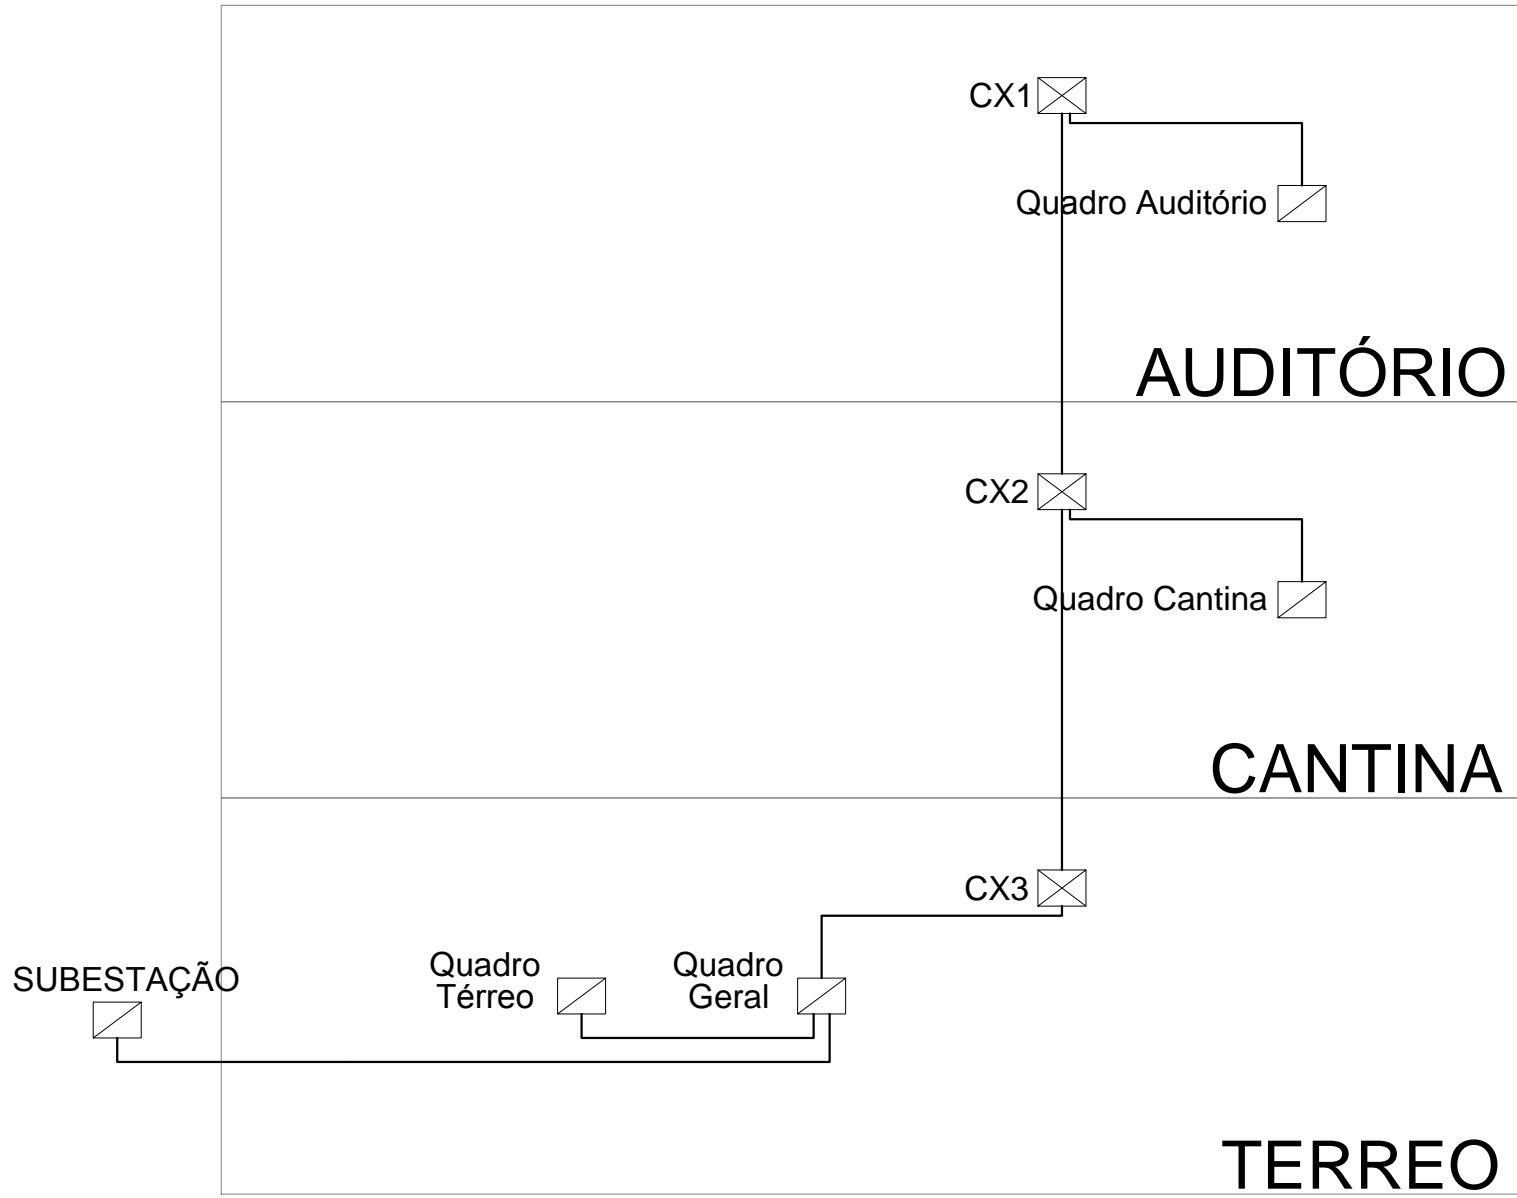 CX1
Quadro Auditório
AUDITÓRIO
CX2
Quadro Cantina
CANTINA
CX3
SUBESTAÇÃO
Quadro
Térreo
Quadro
Geral
TERREO